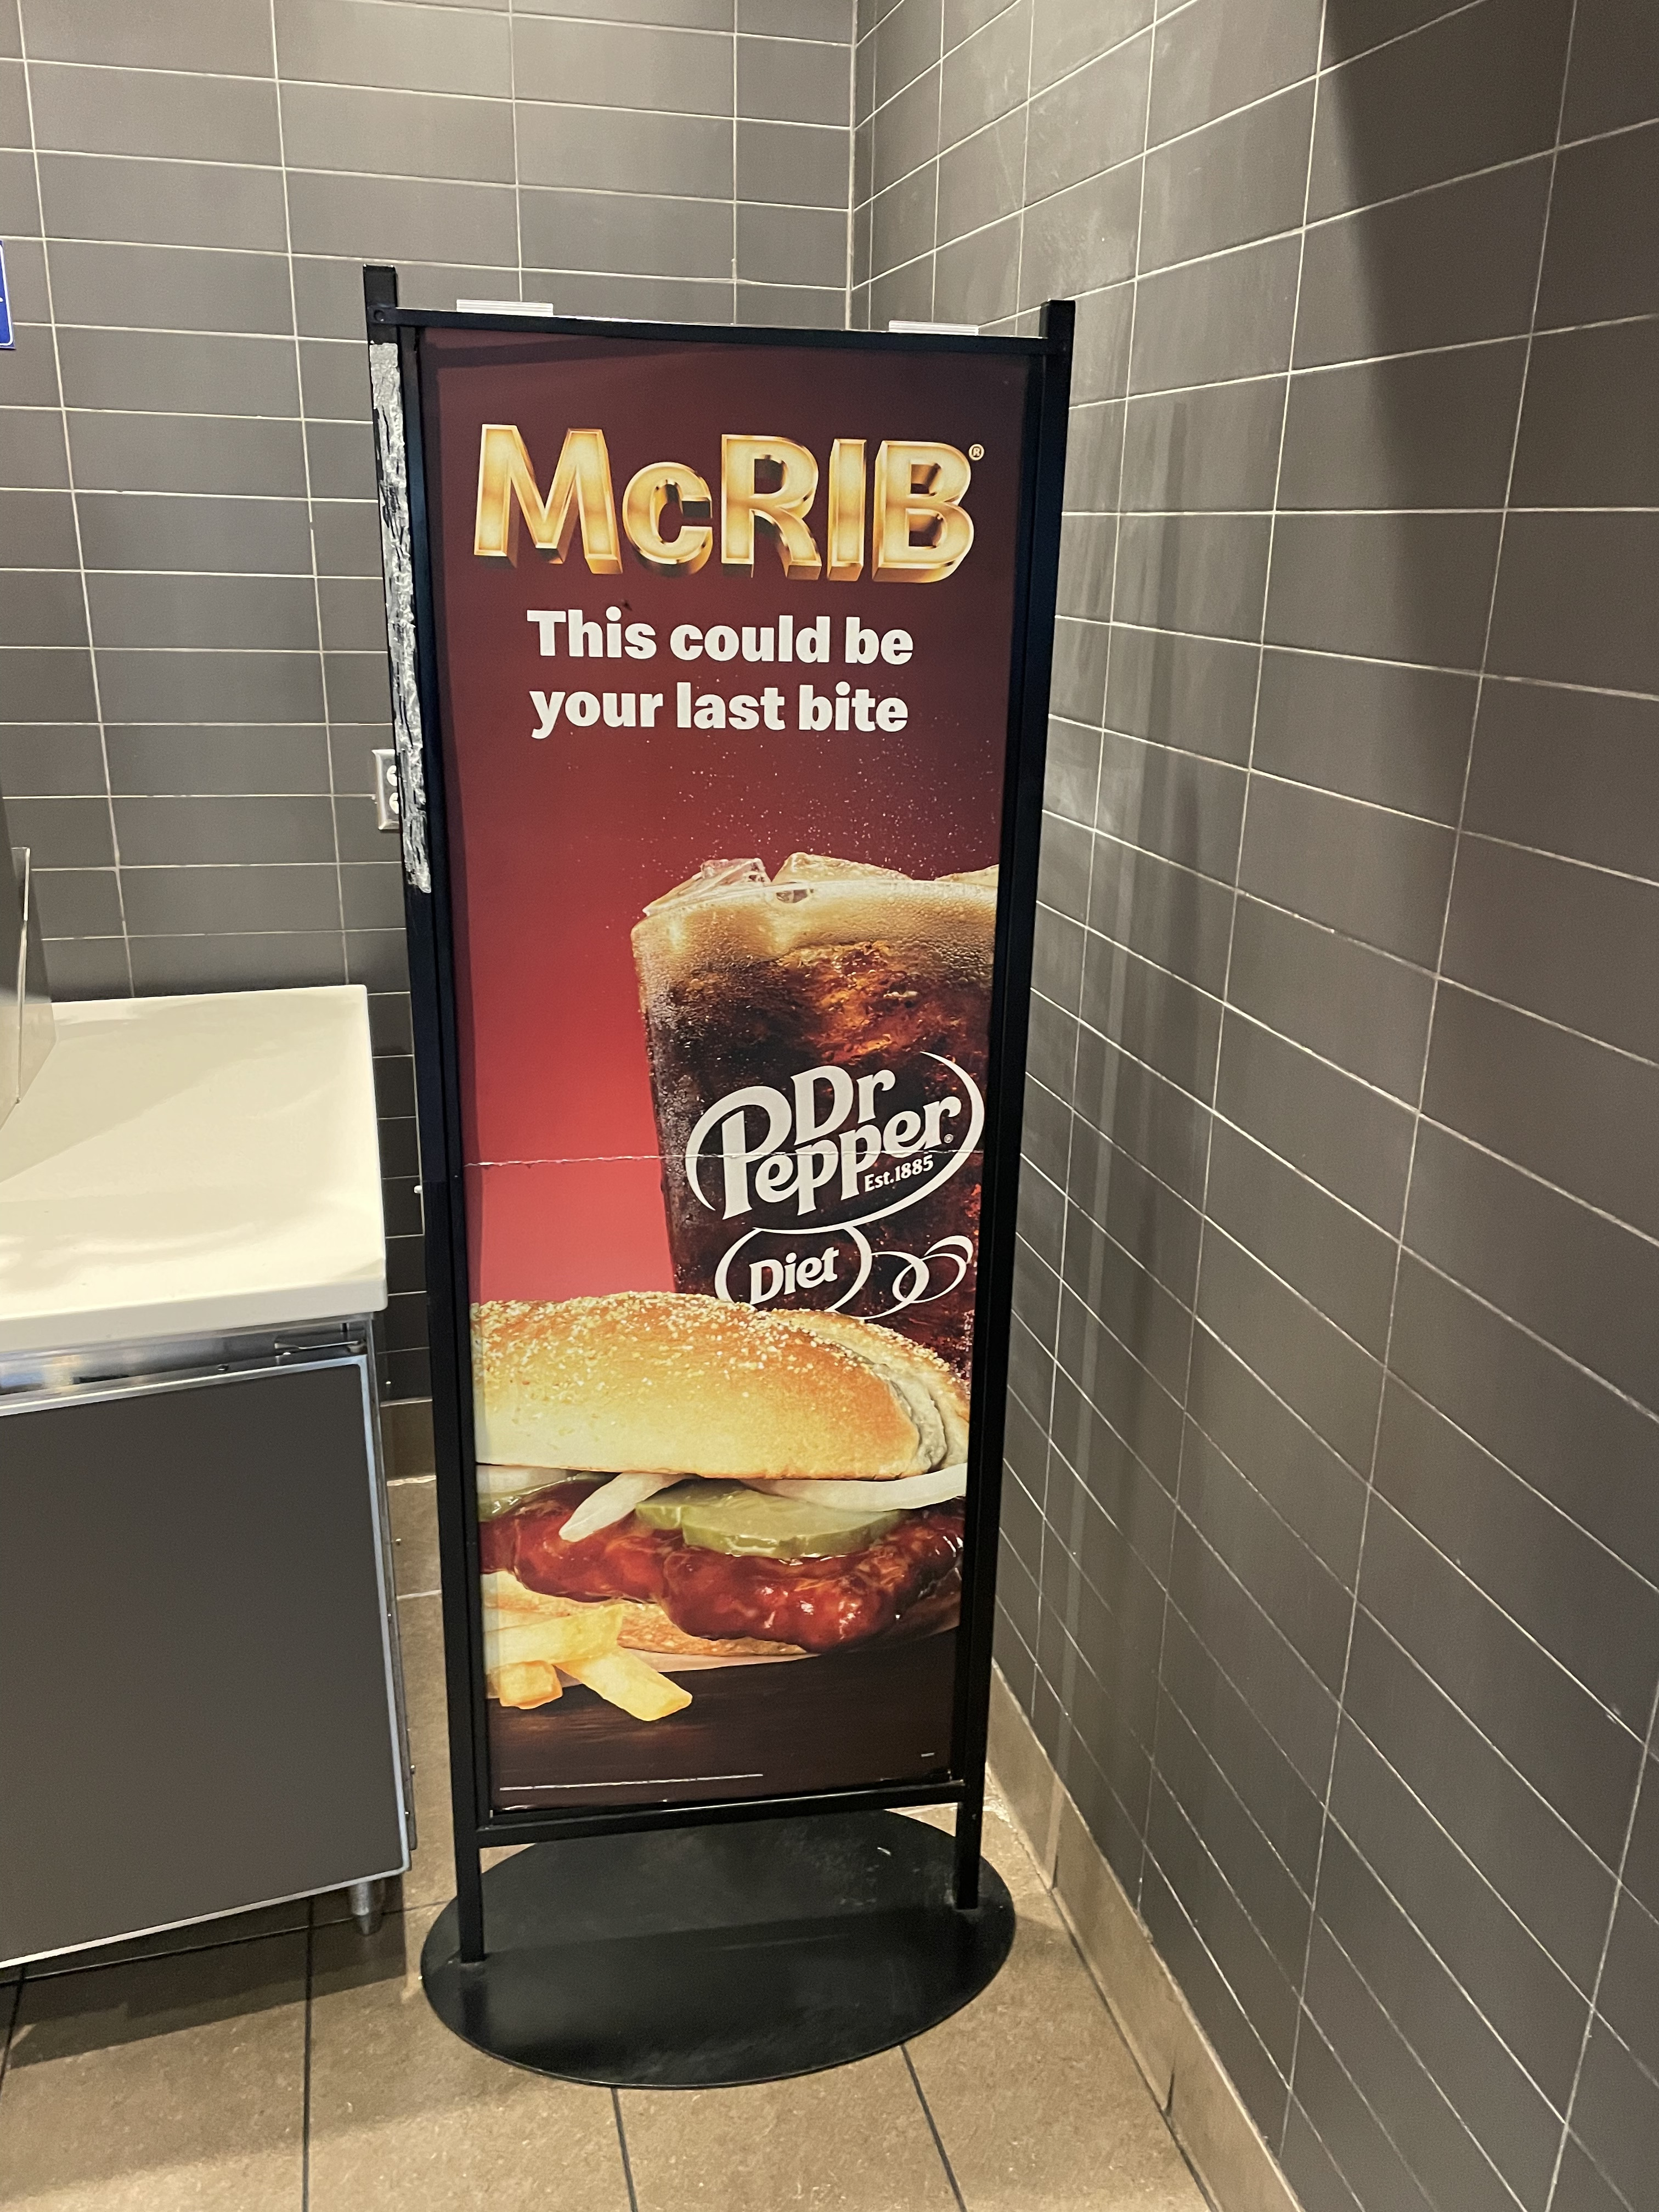 McRIB®
This could be
your last bite
Dr
Pepper®
Est.1885
Diet